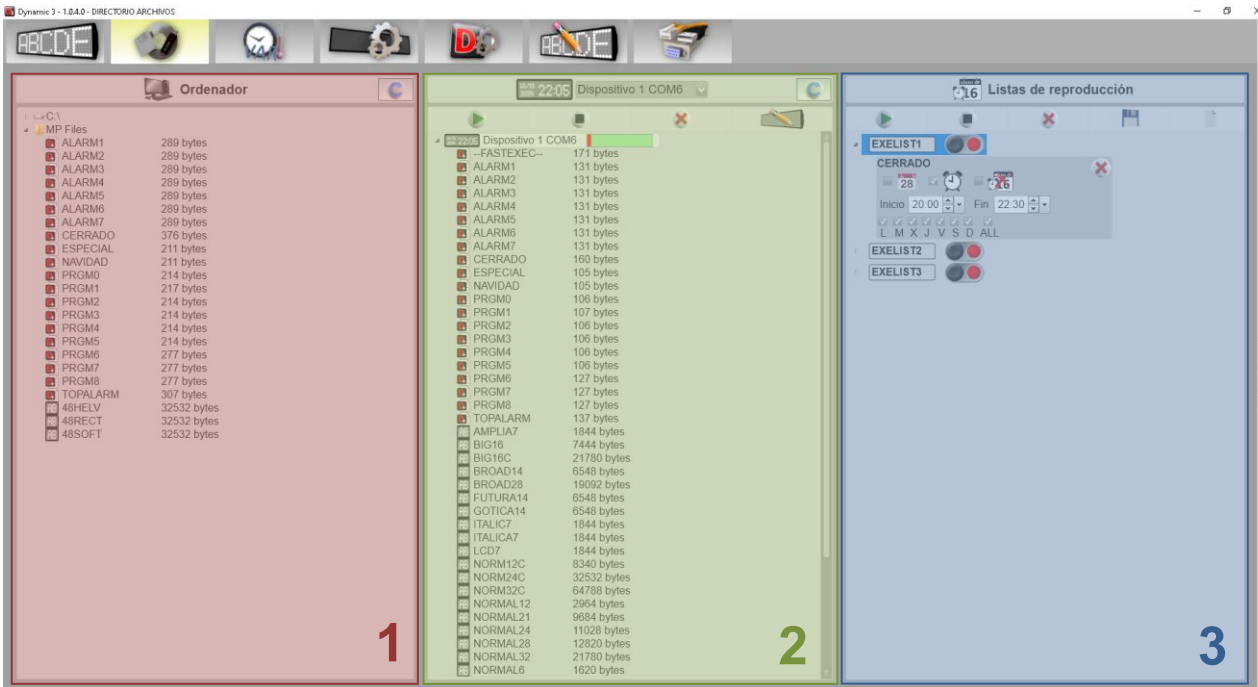 Dynamic 3 - 1.0.4.0 - DIRECTORIO ARCHIVOS
ABCDE
ABCDE
Ordenador
C:\
MP Files
ALARM1 289 bytes
ALARM2 289 bytes
ALARM3 289 bytes
ALARM4 289 bytes
ALARM5 289 bytes
ALARM6 289 bytes
ALARM7 289 bytes
CERRADO 376 bytes
ESPECIAL 211 bytes
NAVIDAD 211 bytes
PRGM0 214 bytes
PRGM1 217 bytes
PRGM2 214 bytes
PRGM3 214 bytes
PRGM4 214 bytes
PRGM5 214 bytes
PRGM6 277 bytes
PRGM7 277 bytes
PRGM8 277 bytes
TOPALARM 307 bytes
48HELV 32532 bytes
48RECT 32532 bytes
48SOFT 32532 bytes
1
22:05 Dispositivo 1 COM6
22:05 Dispositivo 1 COM6
--FASTEXEC-- 171 bytes
ALARM1 131 bytes
ALARM2 131 bytes
ALARM3 131 bytes
ALARM4 131 bytes
ALARM5 131 bytes
ALARM6 131 bytes
ALARM7 131 bytes
CERRADO 160 bytes
ESPECIAL 105 bytes
NAVIDAD 105 bytes
PRGM0 106 bytes
PRGM1 107 bytes
PRGM2 106 bytes
PRGM3 106 bytes
PRGM4 106 bytes
PRGM5 106 bytes
PRGM6 127 bytes
PRGM7 127 bytes
PRGM8 127 bytes
TOPALARM 137 bytes
AMPLIA7 1844 bytes
BIG16 7444 bytes
BIG16C 21780 bytes
BROAD14 6548 bytes
BROAD28 19092 bytes
FUTURA14 6548 bytes
GOTICA14 6548 bytes
ITALIC7 1844 bytes
ITALICA7 1844 bytes
LCD7 1844 bytes
NORM12C 8340 bytes
NORM24C 32532 bytes
NORM32C 64788 bytes
NORMAL12 2964 bytes
NORMAL21 9684 bytes
NORMAL24 11028 bytes
NORMAL28 12820 bytes
NORMAL32 21780 bytes
NORMAL6 1620 bytes
2
16 Listas de reproducción
EXELIST1
CERRADO
28 16
Inicio 20:00 Fin 22:30
L M X J V S D ALL
EXELIST2
EXELIST3
3